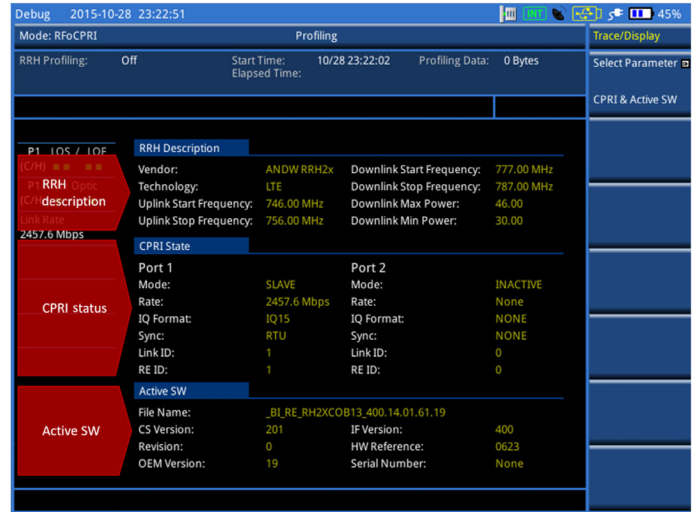 Debug 2015-10-28 23:22:51 INT 45%
Mode: RFoCPRI Profiling Trace/Display
RRH Profiling: Off Start Time: 10/28 23:22:02 Profiling Data: 0 Bytes
Elapsed Time:
Select Parameter
CPRI & Active SW
P1 LOS / LOF
(C/H)
P1 Optic
(C/H)
Link Rate
2457.6 Mbps
RRH
description
RRH Description
Vendor: ANDW RRH2x Downlink Start Frequency: 777.00 MHz
Technology: LTE Downlink Stop Frequency: 787.00 MHz
Uplink Start Frequency: 746.00 MHz Downlink Max Power: 46.00
Uplink Stop Frequency: 756.00 MHz Downlink Min Power: 30.00
CPRI status
CPRI State
Port 1 Port 2
Mode: SLAVE Mode: INACTIVE
Rate: 2457.6 Mbps Rate: None
IQ Format: IQ15 IQ Format: NONE
Sync: RTU Sync: NONE
Link ID: 1 Link ID: 0
RE ID: 1 RE ID: 0
Active SW
Active SW
File Name: _BI_RE_RH2XCOB13_400.14.01.61.19
CS Version: 201 IF Version: 400
Revision: 0 HW Reference: 0623
OEM Version: 19 Serial Number: None